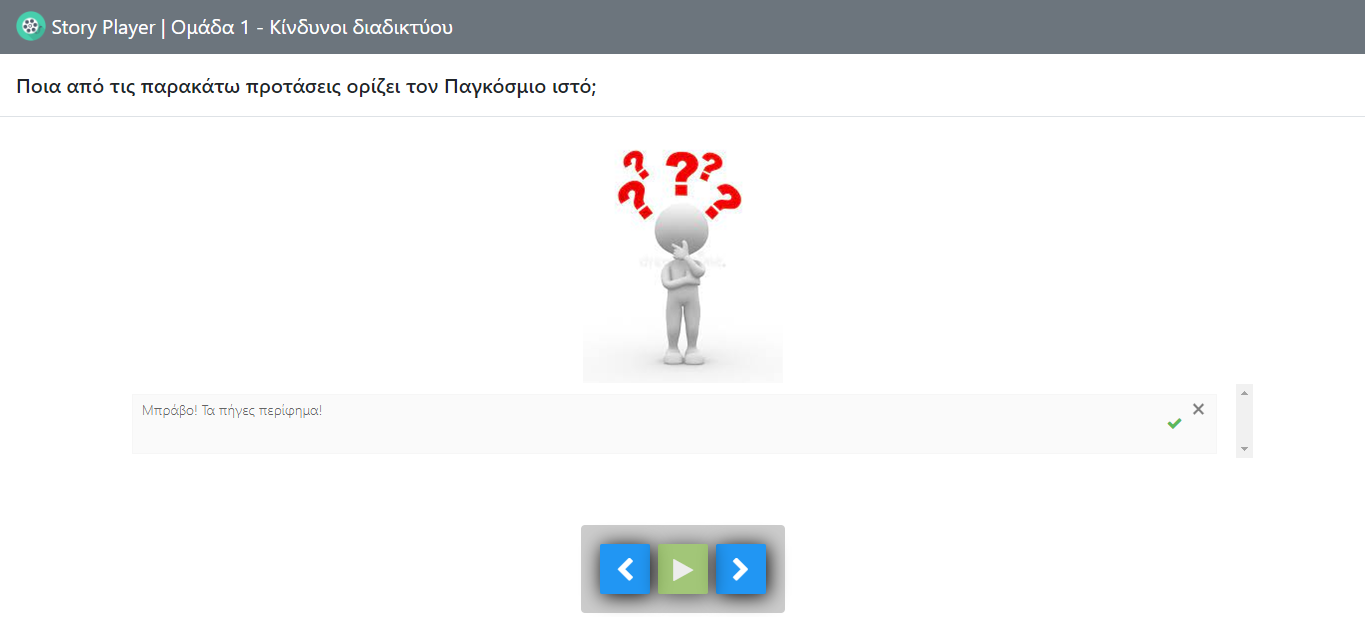 Story Player | Ομάδα 1 - Κίνδυνοι διαδικτύου
Ποια από τις παρακάτω προτάσεις ορίζει τον Παγκόσμιο ιστό;
? ? ? ? ?
Μπράβο! Τα πήγες περίφημα!